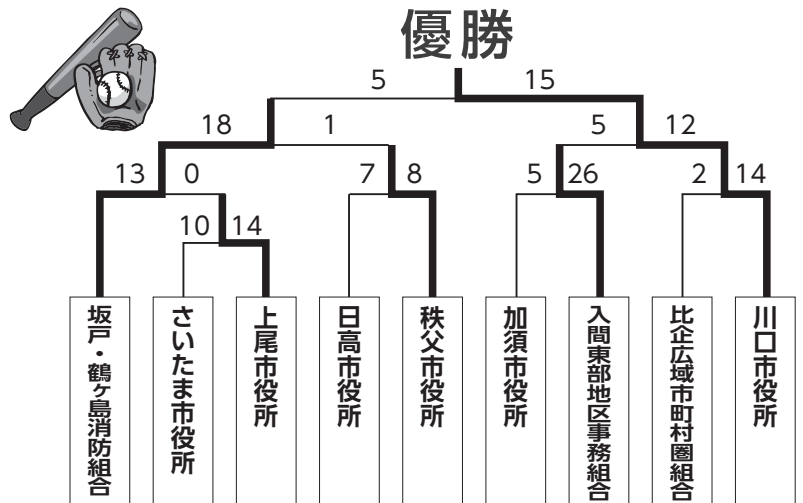 優勝
5 15
18 1 5 12
13 0 7 8 5 26 2 14
10 14
坂戸・鶴ヶ島消防組合
さいたま市役所
上尾市役所
日高市役所
秩父市役所
加須市役所
入間東部地区事務組合
比企広域市町村圏組合
川口市役所